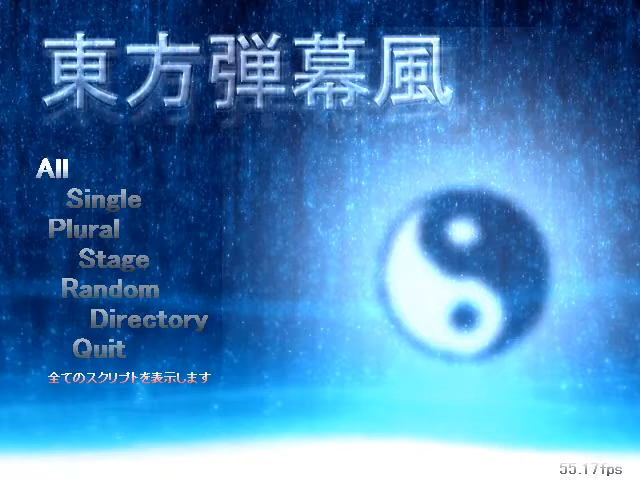 東方弾幕風
All
Single
Plural
Stage
Random
Directory
Quit
全てのスクリプトを表示します
55.17fps